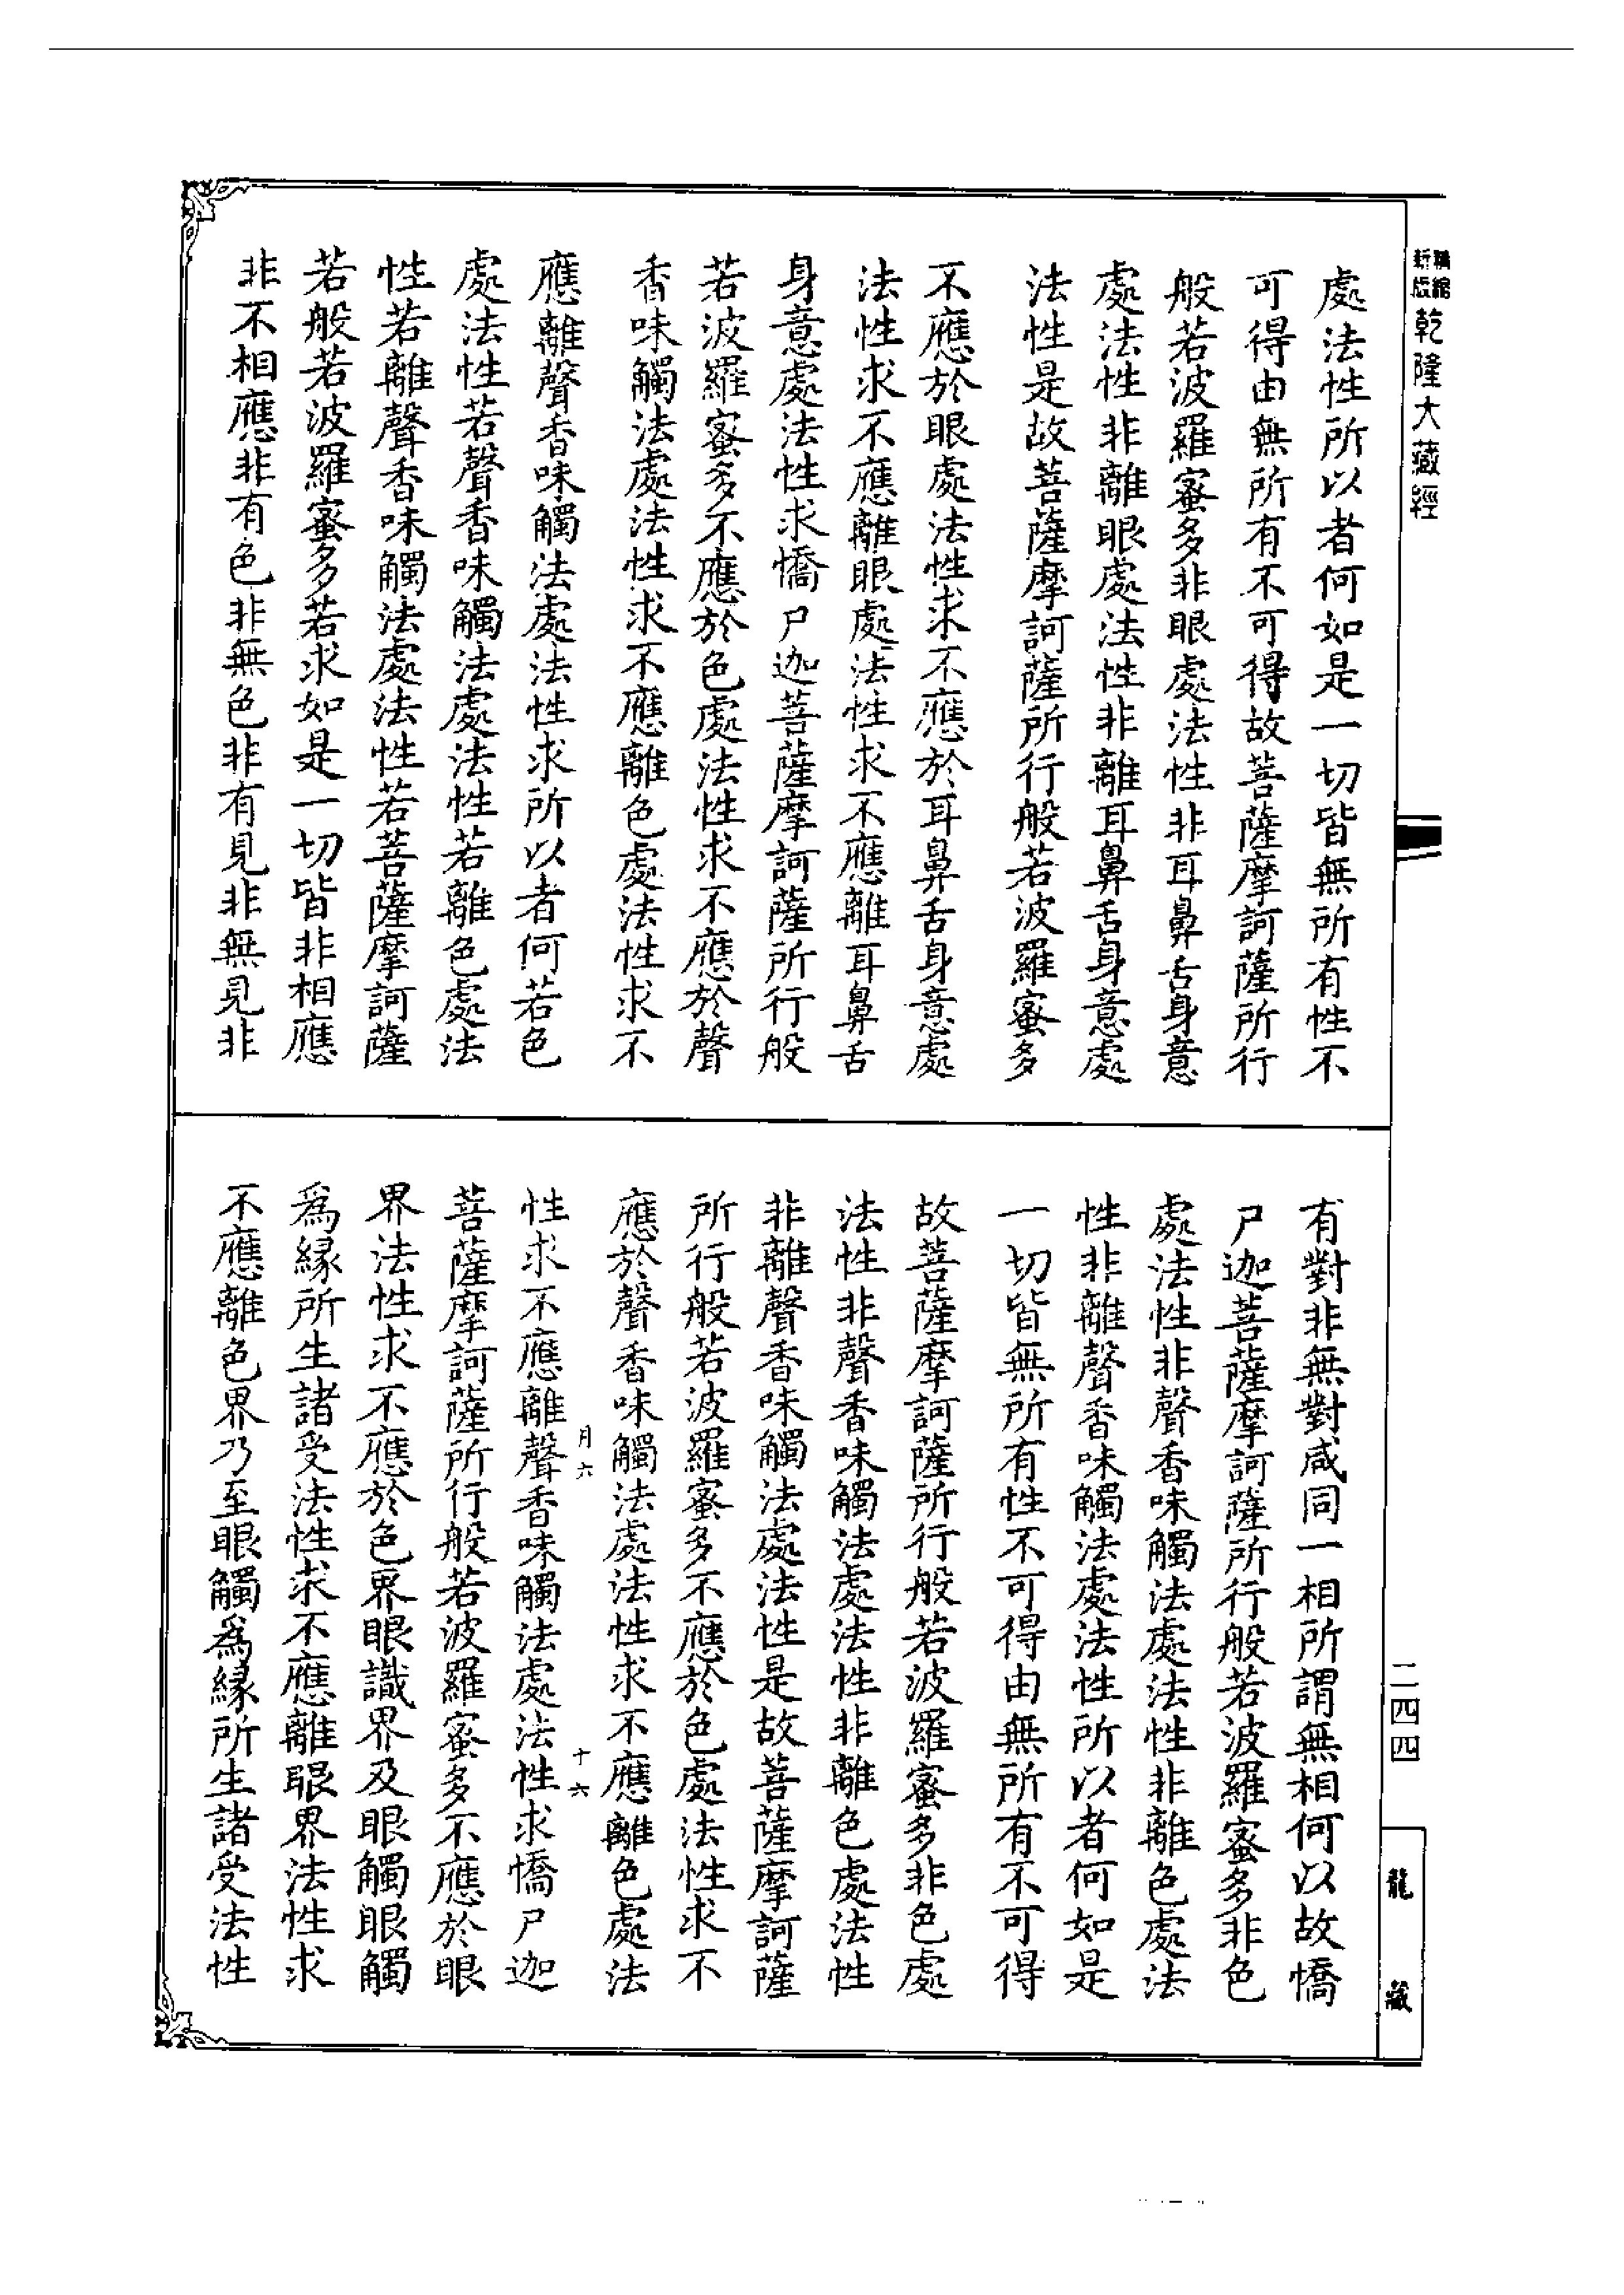 新版精縮乾隆大藏經
處法性所以者何如是一切皆無所有性不
可得由無所有不可得故菩薩摩訶薩所行
般若波羅蜜多非眼處法性非耳鼻舌身意
處法性非離眼處法性非離耳鼻舌身意處
法性是故菩薩摩訶薩所行般若波羅蜜多
不應於眼處法性求不應於耳鼻舌身意處
法性求不應離眼處法性求不應離耳鼻舌
身意處法性求憍尸迦菩薩摩訶薩所行般
若波羅蜜多不應於色處法性求不應於聲
香味觸法處法性求不應離色處法性求不
應離聲香味觸法處法性求所以者何若色
處法性若聲香味觸法處法性若離色處法
性若離聲香味觸法處法性若菩薩摩訶薩
若般若波羅蜜多若求如是一切皆非相應
非不相應非有色非無色非有見非無見非
有對非無對咸同一相所謂無相何以故憍
尸迦菩薩摩訶薩所行般若波羅蜜多非色
處法性非聲香味觸法處法性非離色處法
性非離聲香味觸法處法性所以者何如是
一切皆無所有性不可得由無所有不可得
故菩薩摩訶薩所行般若波羅蜜多非色處
法性非聲香味觸法處法性非離色處法性
非離聲香味觸法處法性是故菩薩摩訶薩
所行般若波羅蜜多不應於色處法性求不
應於聲香味觸法處法性求不應離色處法
月六 十六
性求不應離聲香味觸法處法性求憍尸迦
菩薩摩訶薩所行般若波羅蜜多不應於眼
界法性求不應於色界眼識界及眼觸眼觸
爲緣所生諸受法性求不應離眼界法性求
不應離色界乃至眼觸爲緣所生諸受法性
二四四
龍藏